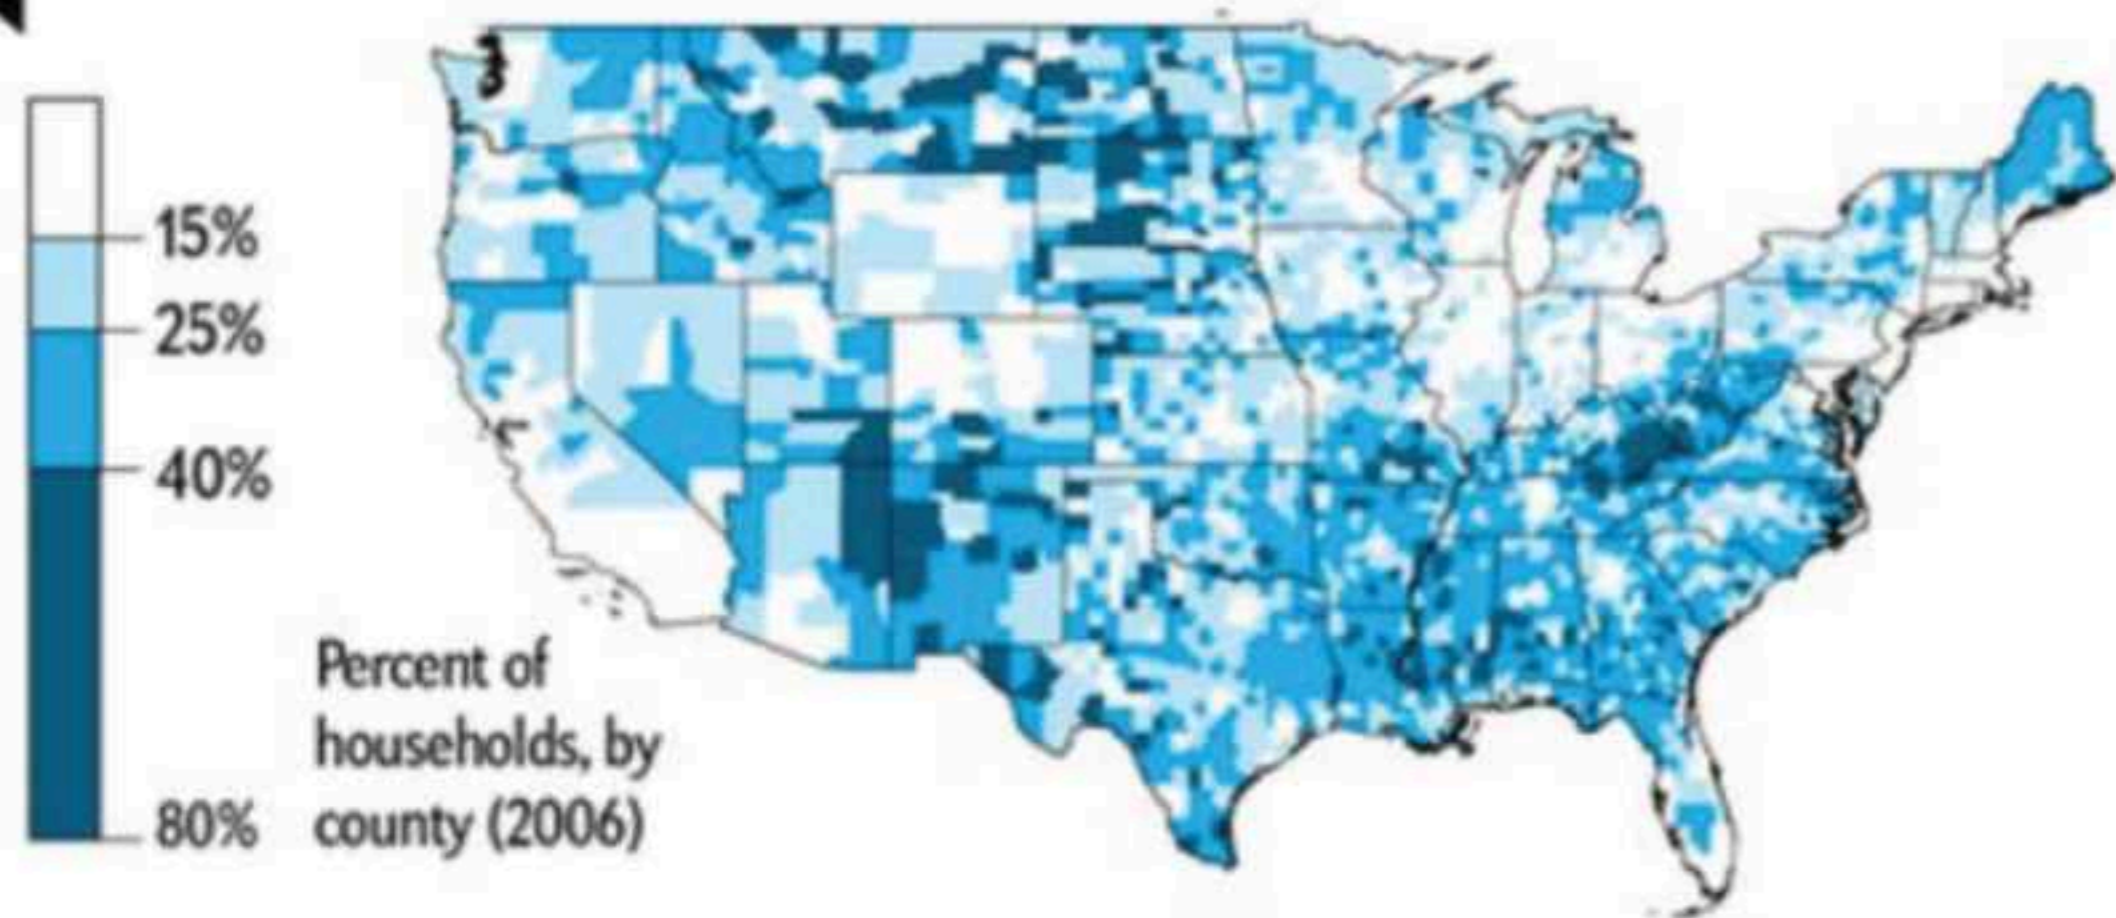 15%
25%
40%
80%
Percent of
households, by
county (2006)